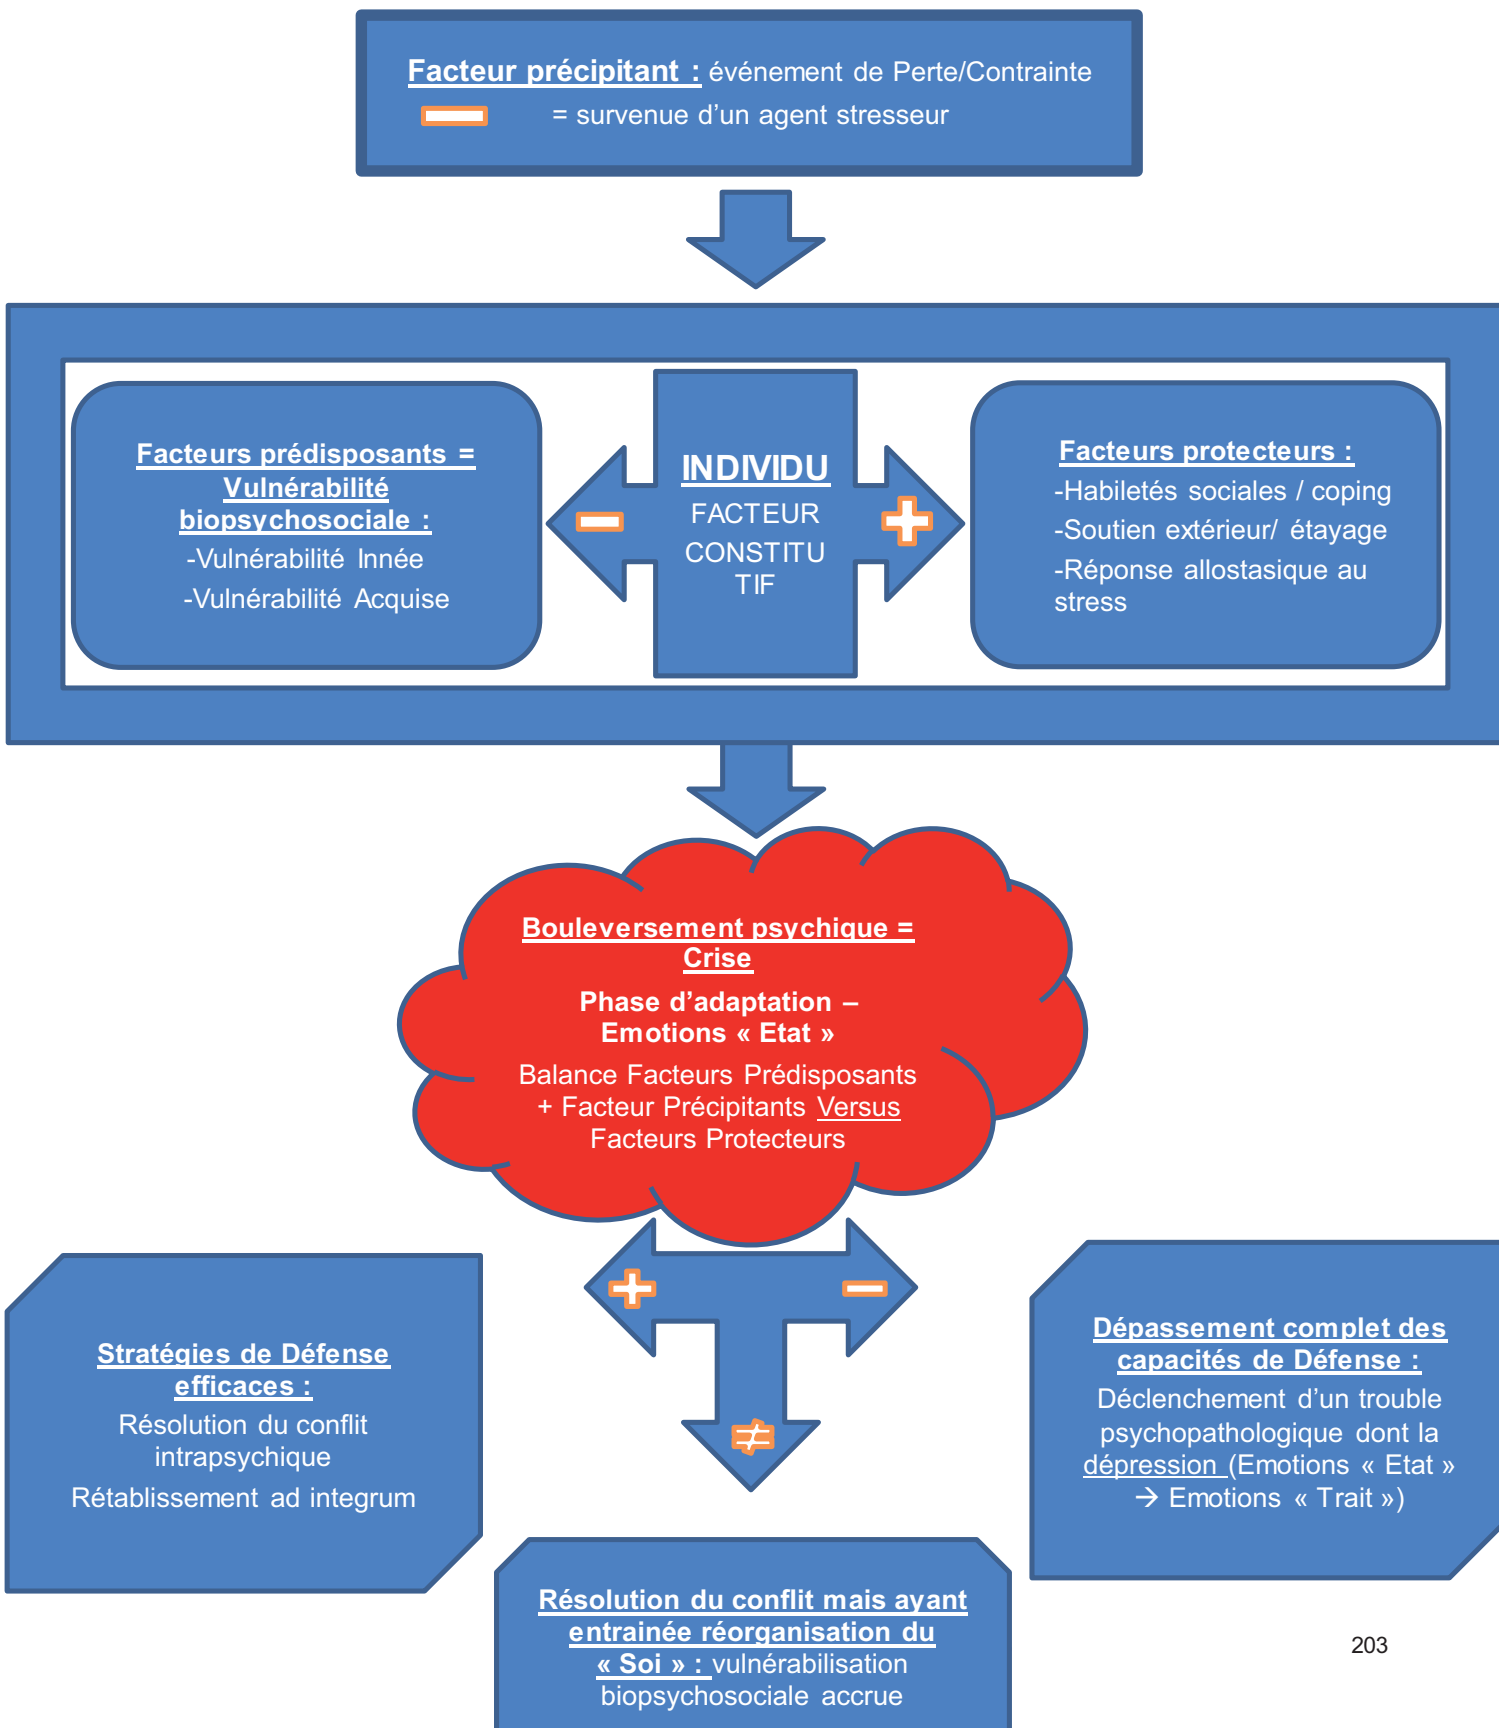 Facteur précipitant : événement de Perte/Contrainte
= survenue d’un agent stresseur
Facteurs prédisposants =
Vulnérabilité
biopsychosociale :
-Vulnérabilité Innée
-Vulnérabilité Acquise
INDIVIDU
FACTEUR
CONSTITU
TIF
Facteurs protecteurs :
-Habiletés sociales / coping
-Soutien extérieur/ étayage
-Réponse allostasique au
stress
Bouleversement psychique =
Crise
Phase d’adaptation –
Emotions « Etat »
Balance Facteurs Prédisposants
+ Facteur Précipitants Versus
Facteurs Protecteurs
Stratégies de Défense
efficaces :
Résolution du conflit
intrapsychique
Rétablissement ad integrum
Dépassement complet des
capacités de Défense :
Déclenchement d’un trouble
psychopathologique dont la
dépression (Emotions « Etat »
→ Emotions « Trait »)
Résolution du conflit mais ayant
entrainée réorganisation du
« Soi » : vulnérabilisation
biopsychosociale accrue
203